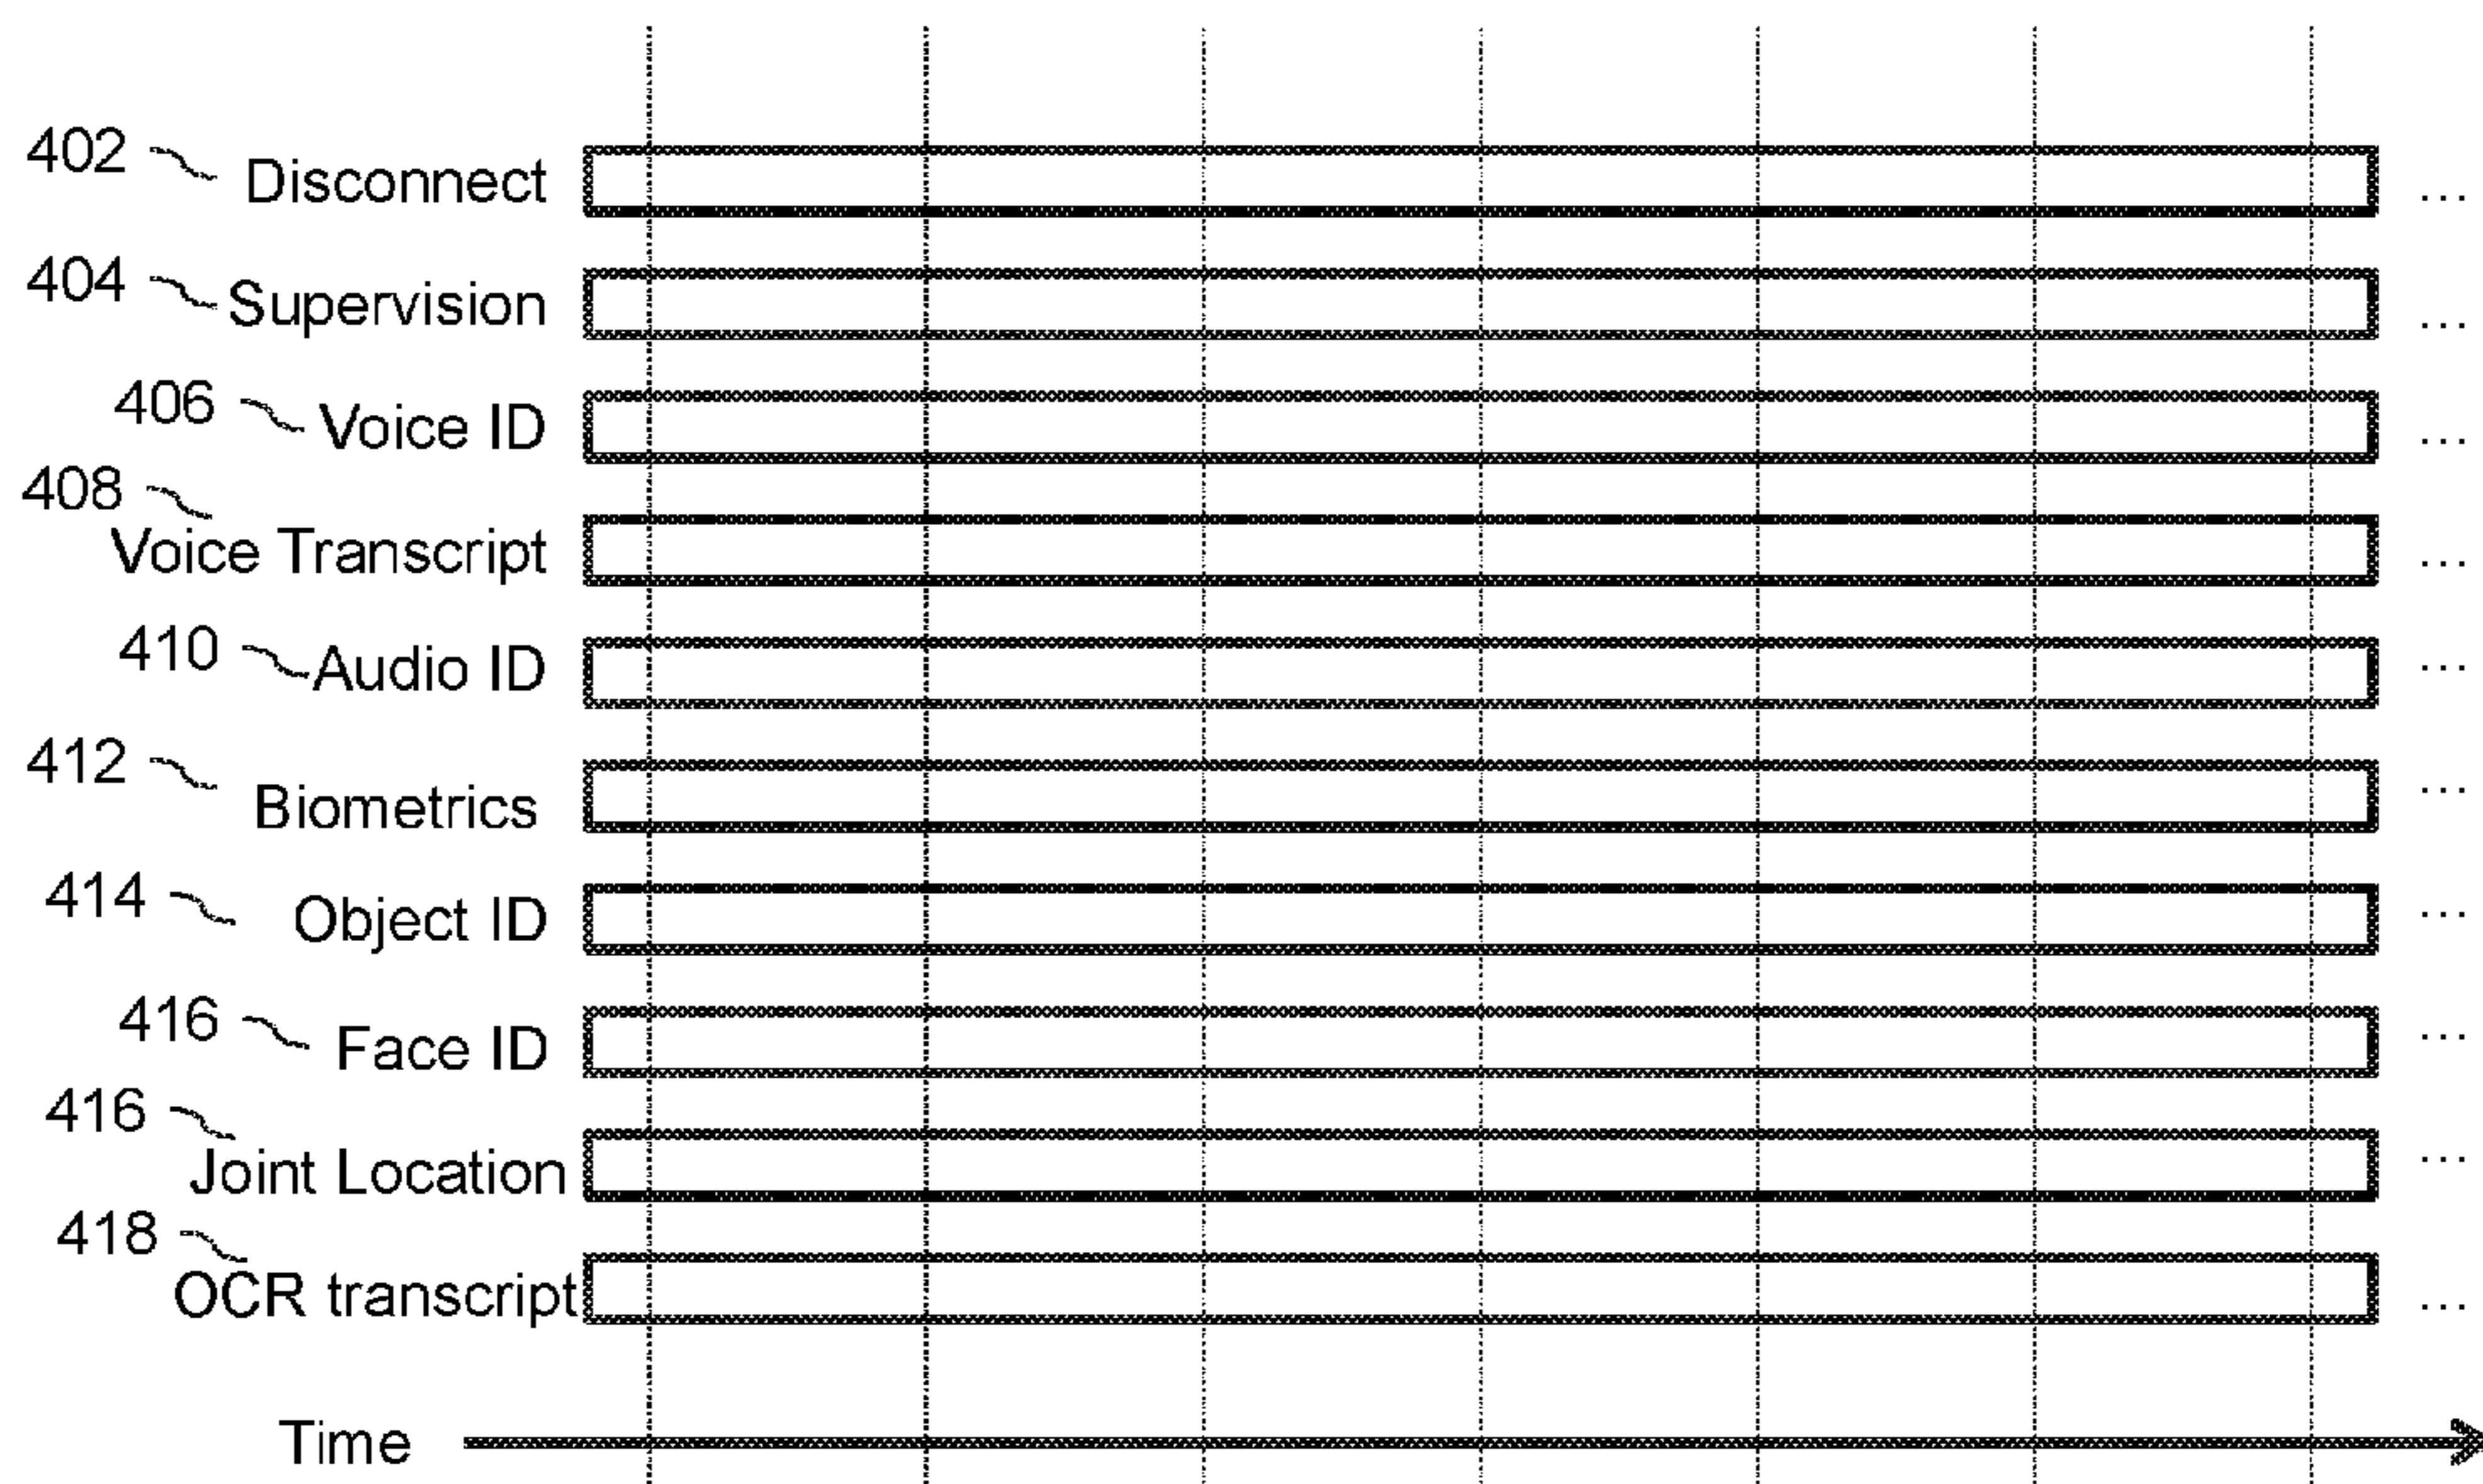 402 Disconnect ...
404 Supervision ...
406 Voice ID ...
408
Voice Transcript ...
410 Audio ID ...
412 Biometrics ...
414 Object ID ...
416 Face ID ...
416
Joint Location ...
418
OCR transcript ...
Time